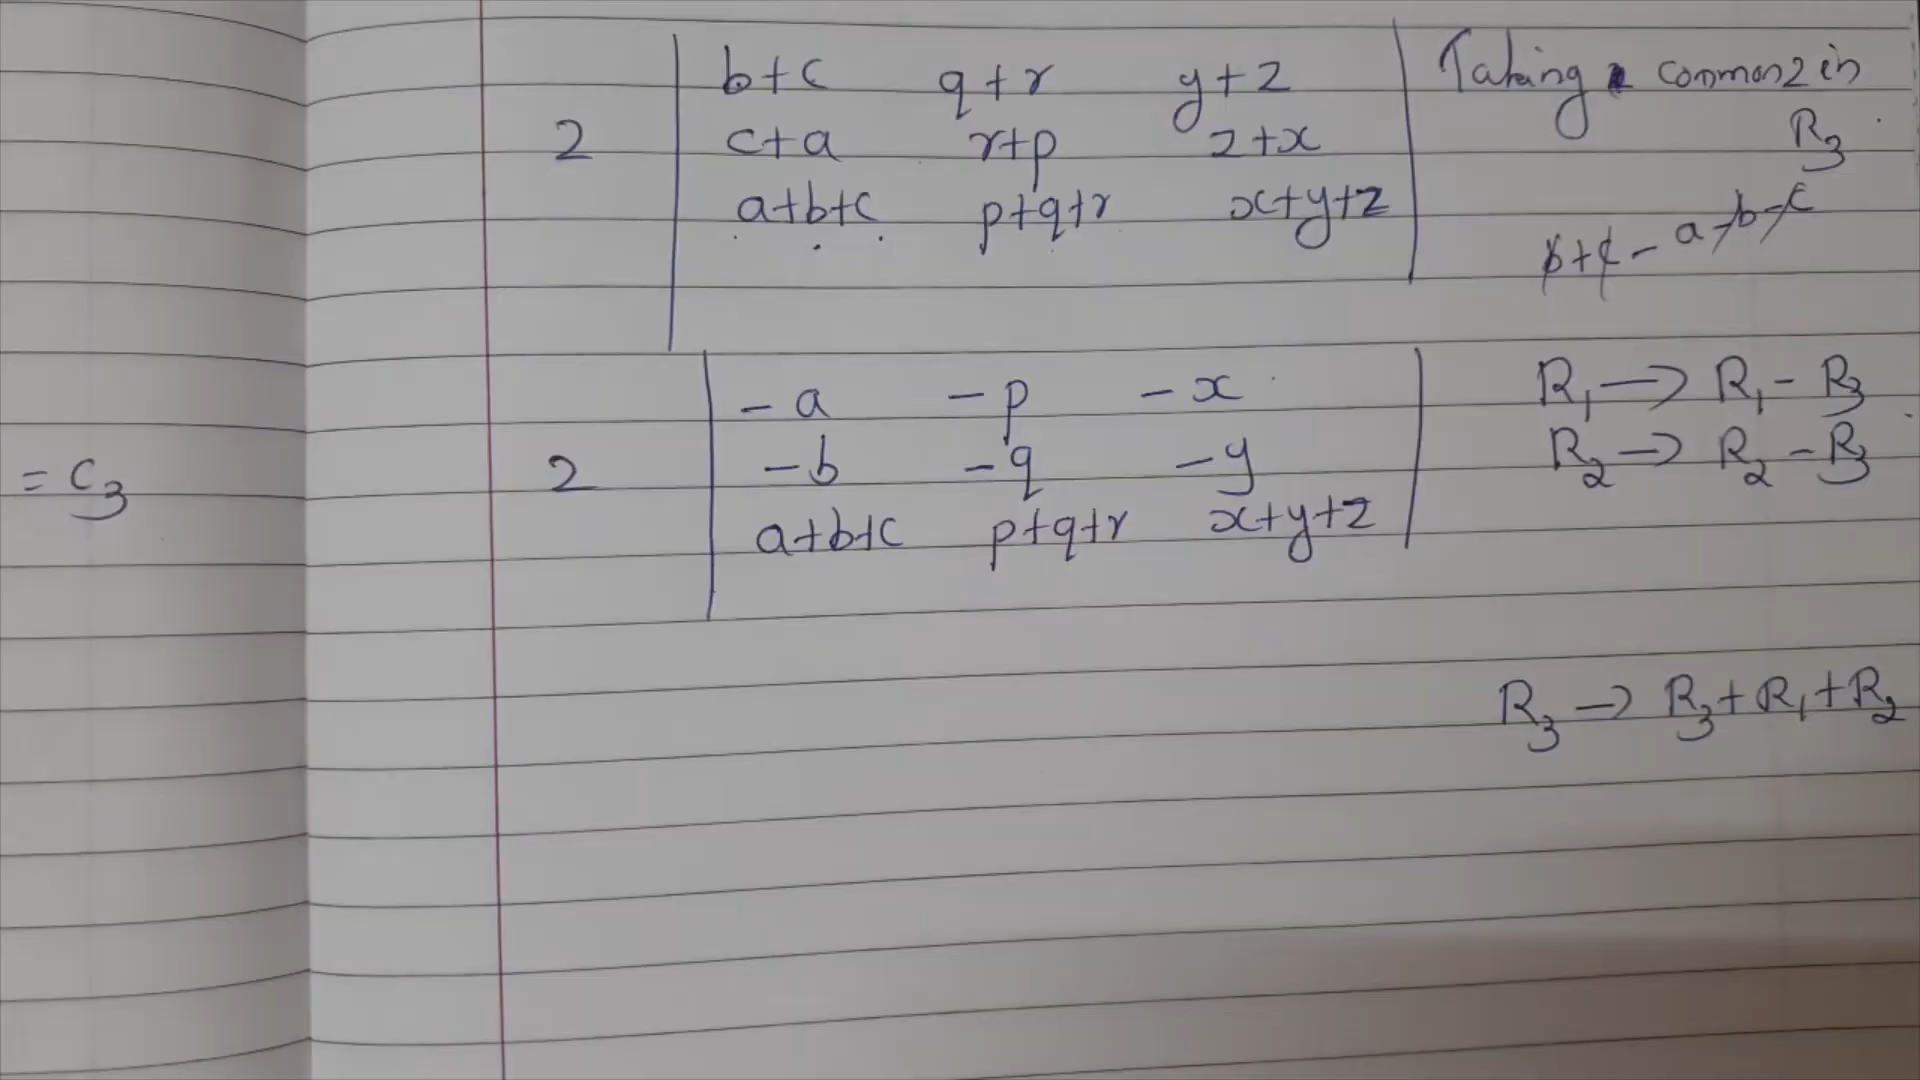 b+c q+r y+z Taking common 2 in
2 c+a r+p z+x R3
a+b+c p+q+r x+y+z
b+c - a-b-c
-a -p -x R1 → R1 - R3
= C3 2 -b -q -y R2 → R2 - R3
a+b+c p+q+r x+y+z
R3 → R3 + R1 + R2